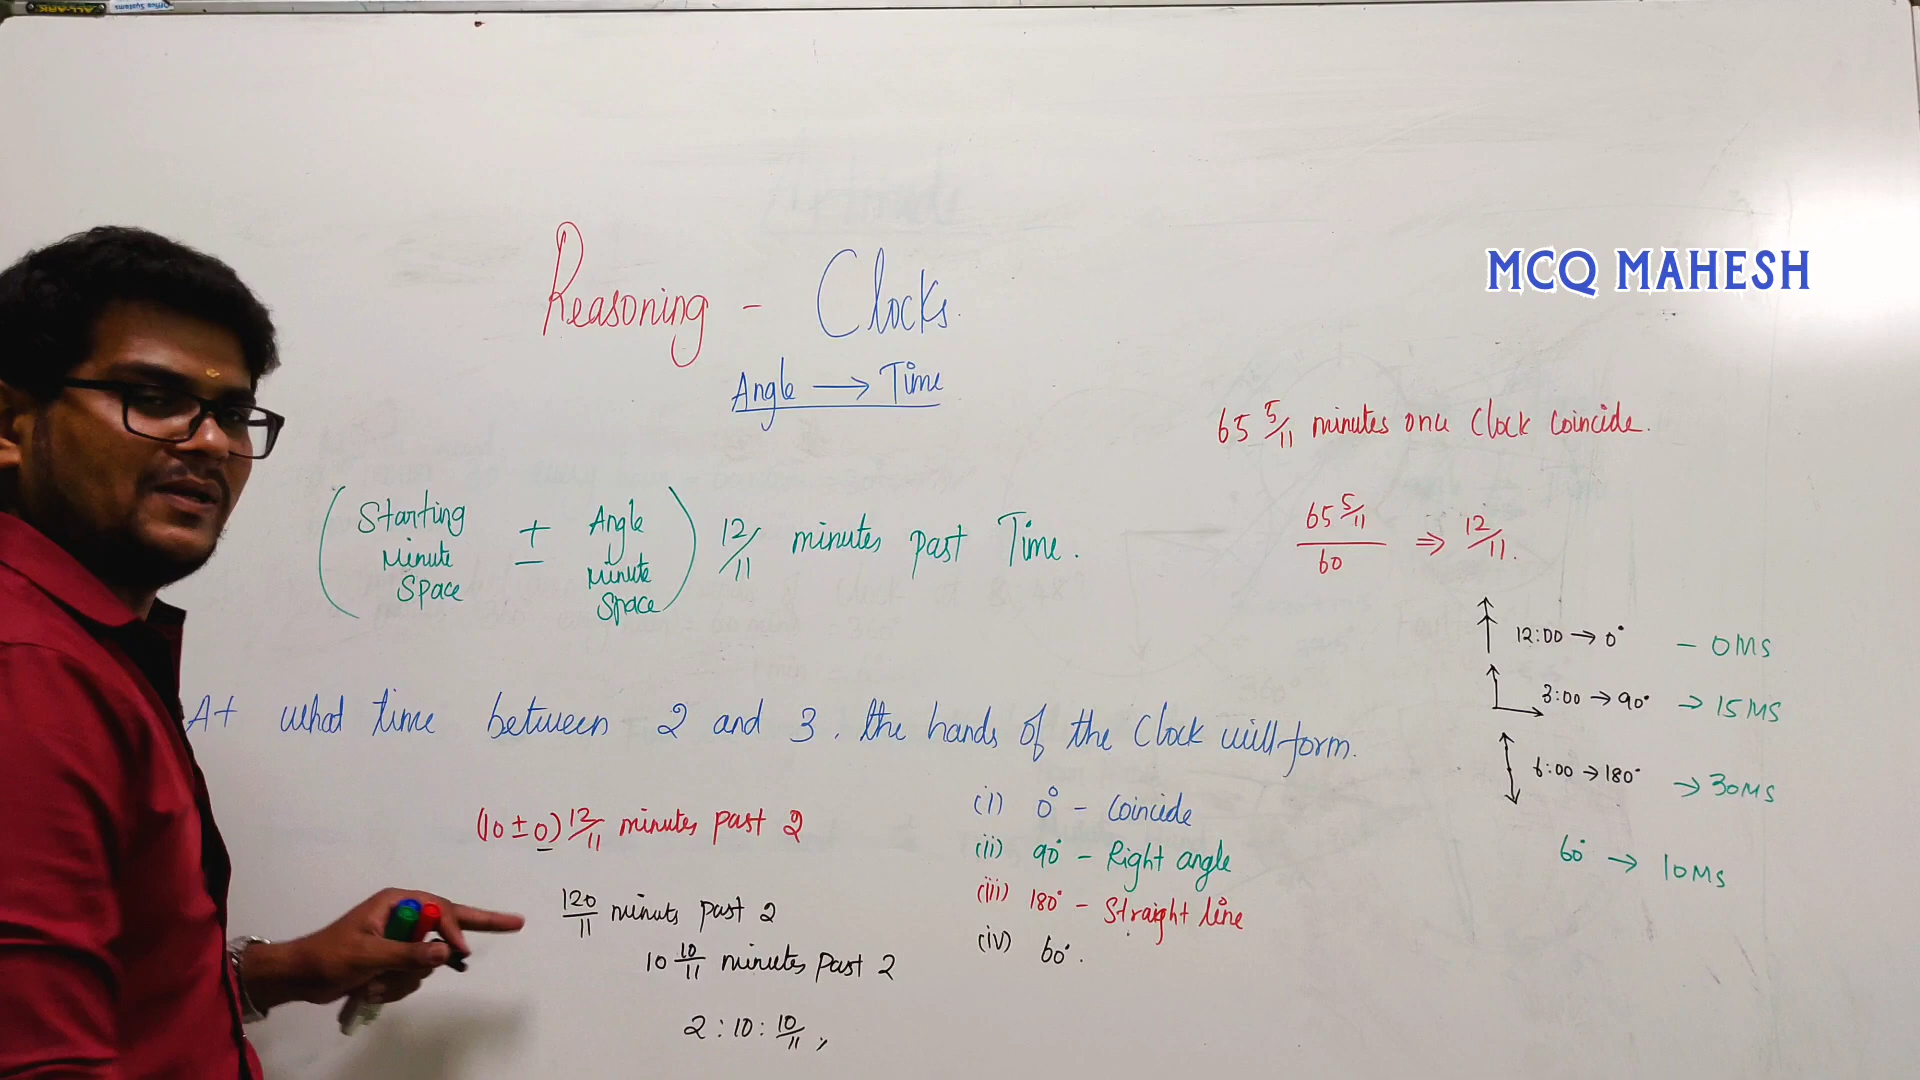 Office Systems
MCQ MAHESH
Reasoning - Clocks
Angle → Time
65 5/11 minutes once Clock Coincide.
(Starting Minute Space ± Angle Minute Space) 12/11 minutes past Time.
65 5/11 / 60 ⇒ 12/11.
12:00 → 0° - 0MS
3:00 → 90° → 15MS
6:00 → 180° → 30MS
60° → 10MS
At what time between 2 and 3, the hands of the Clock will form.
(i) 0° - Coincide
(ii) 90° - Right angle
(iii) 180° - Straight line
(iv) 60°.
(10 ± 0) 12/11 minutes past 2
120/11 minuts past 2
10 10/11 minutes past 2
2 : 10 : 10/11